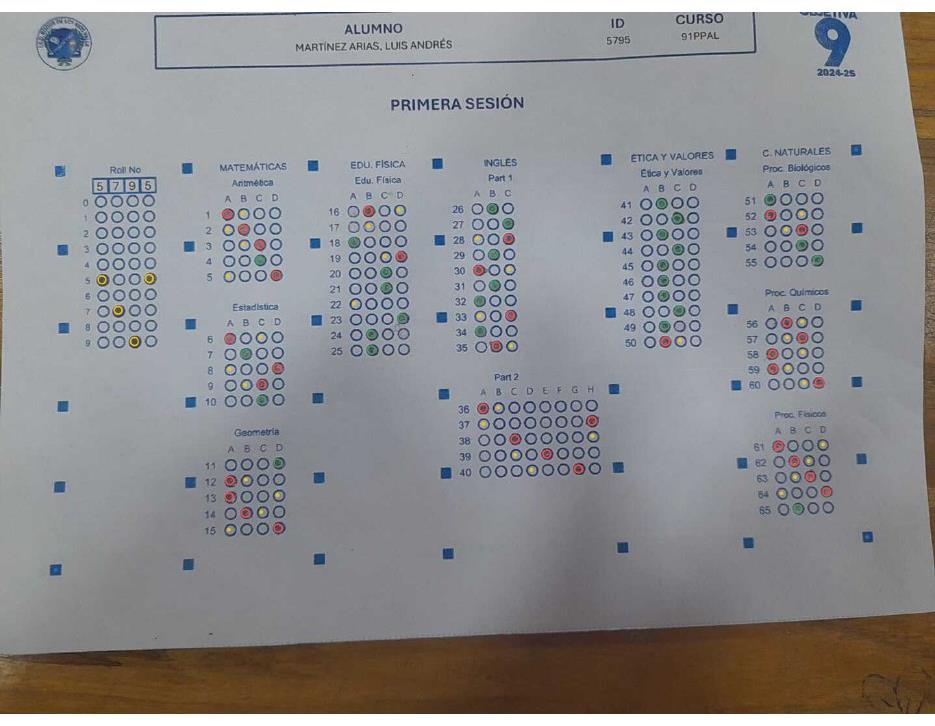 ALUMNO
MARTÍNEZ ARIAS, LUIS ANDRÉS
ID
5795
CURSO
91PPAL
9
2024-25
PRIMERA SESIÓN
Roll No
5 7 9 5
0
1
2
3
4
5
6
7
8
9
MATEMÁTICAS
Aritmética
A B C D
1
2
3
4
5
Estadística
A B C D
6
7
8
9
10
Geometría
A B C D
11
12
13
14
15
EDU. FÍSICA
Edu. Física
A B C D
16
17
18
19
20
21
22
23
24
25
INGLÉS
Part 1
A B C
26
27
28
29
30
31
32
33
34
35
Part 2
A B C D E F G H
36
37
38
39
40
ÉTICA Y VALORES
Ética y Valores
A B C D
41
42
43
44
45
46
47
48
49
50
C. NATURALES
Proc. Biológicos
A B C D
51
52
53
54
55
Proc. Químicos
A B C D
56
57
58
59
60
Proc. Físicos
A B C D
61
62
63
64
65